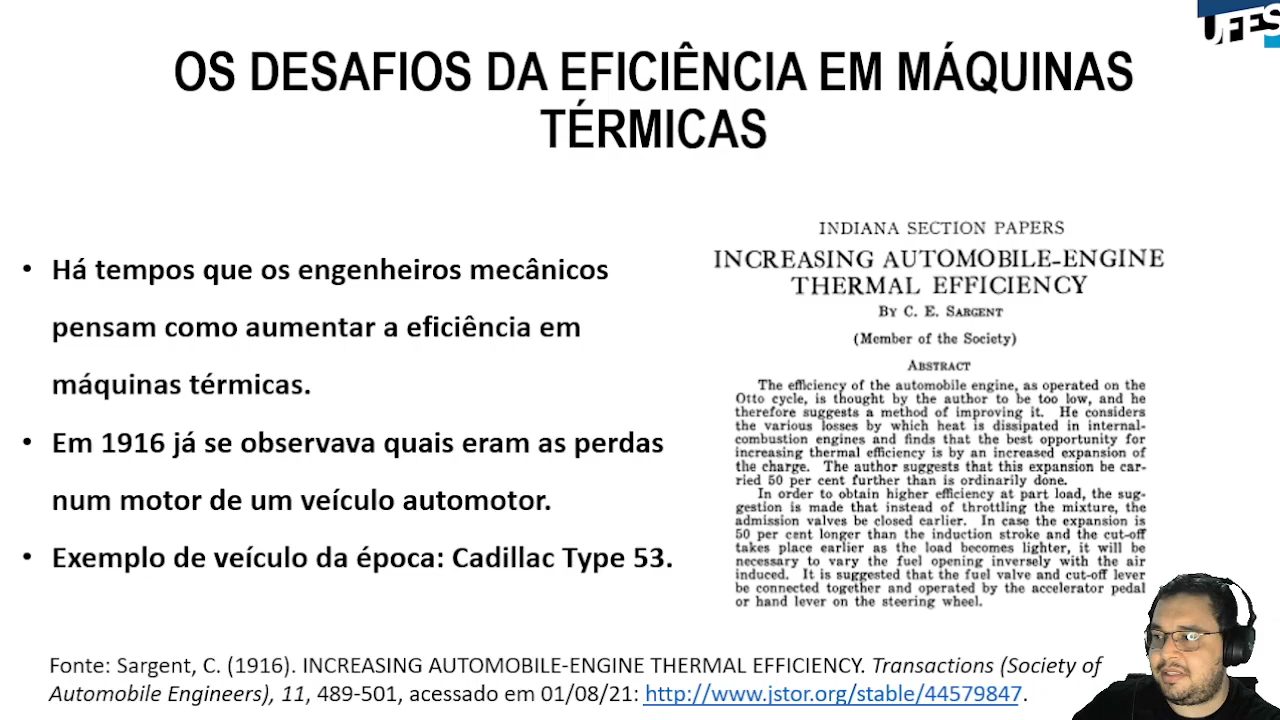 UFES
OS DESAFIOS DA EFICIÊNCIA EM MÁQUINAS
TÉRMICAS
• Há tempos que os engenheiros mecânicos
pensam como aumentar a eficiência em
máquinas térmicas.
• Em 1916 já se observava quais eram as perdas
num motor de um veículo automotor.
• Exemplo de veículo da época: Cadillac Type 53.
INDIANA SECTION PAPERS
INCREASING AUTOMOBILE-ENGINE
THERMAL EFFICIENCY
BY C. E. SARGENT
(Member of the Society)
ABSTRACT
The efficiency of the automobile engine, as operated on the
Otto cycle, is thought by the author to be too low, and he
therefore suggests a method of improving it. He considers
the various losses by which heat is dissipated in internal-
combustion engines and finds that the best opportunity for
increasing thermal efficiency is by an increased expansion of
the charge. The author suggests that this expansion be car-
ried 50 per cent further than is ordinarily done.
In order to obtain higher efficiency at part load, the sug-
gestion is made that instead of throttling the mixture, the
admission valves be closed earlier. In case the expansion is
50 per cent longer than the induction stroke and the cut-off
takes place earlier as the load becomes lighter, it will be
necessary to vary the fuel opening inversely with the air
induced. It is suggested that the fuel valve and cut-off lever
be connected together and operated by the accelerator pedal
or hand lever on the steering wheel.
Fonte: Sargent, C. (1916). INCREASING AUTOMOBILE-ENGINE THERMAL EFFICIENCY. Transactions (Society of
Automobile Engineers), 11, 489-501, acessado em 01/08/21: http://www.jstor.org/stable/44579847.